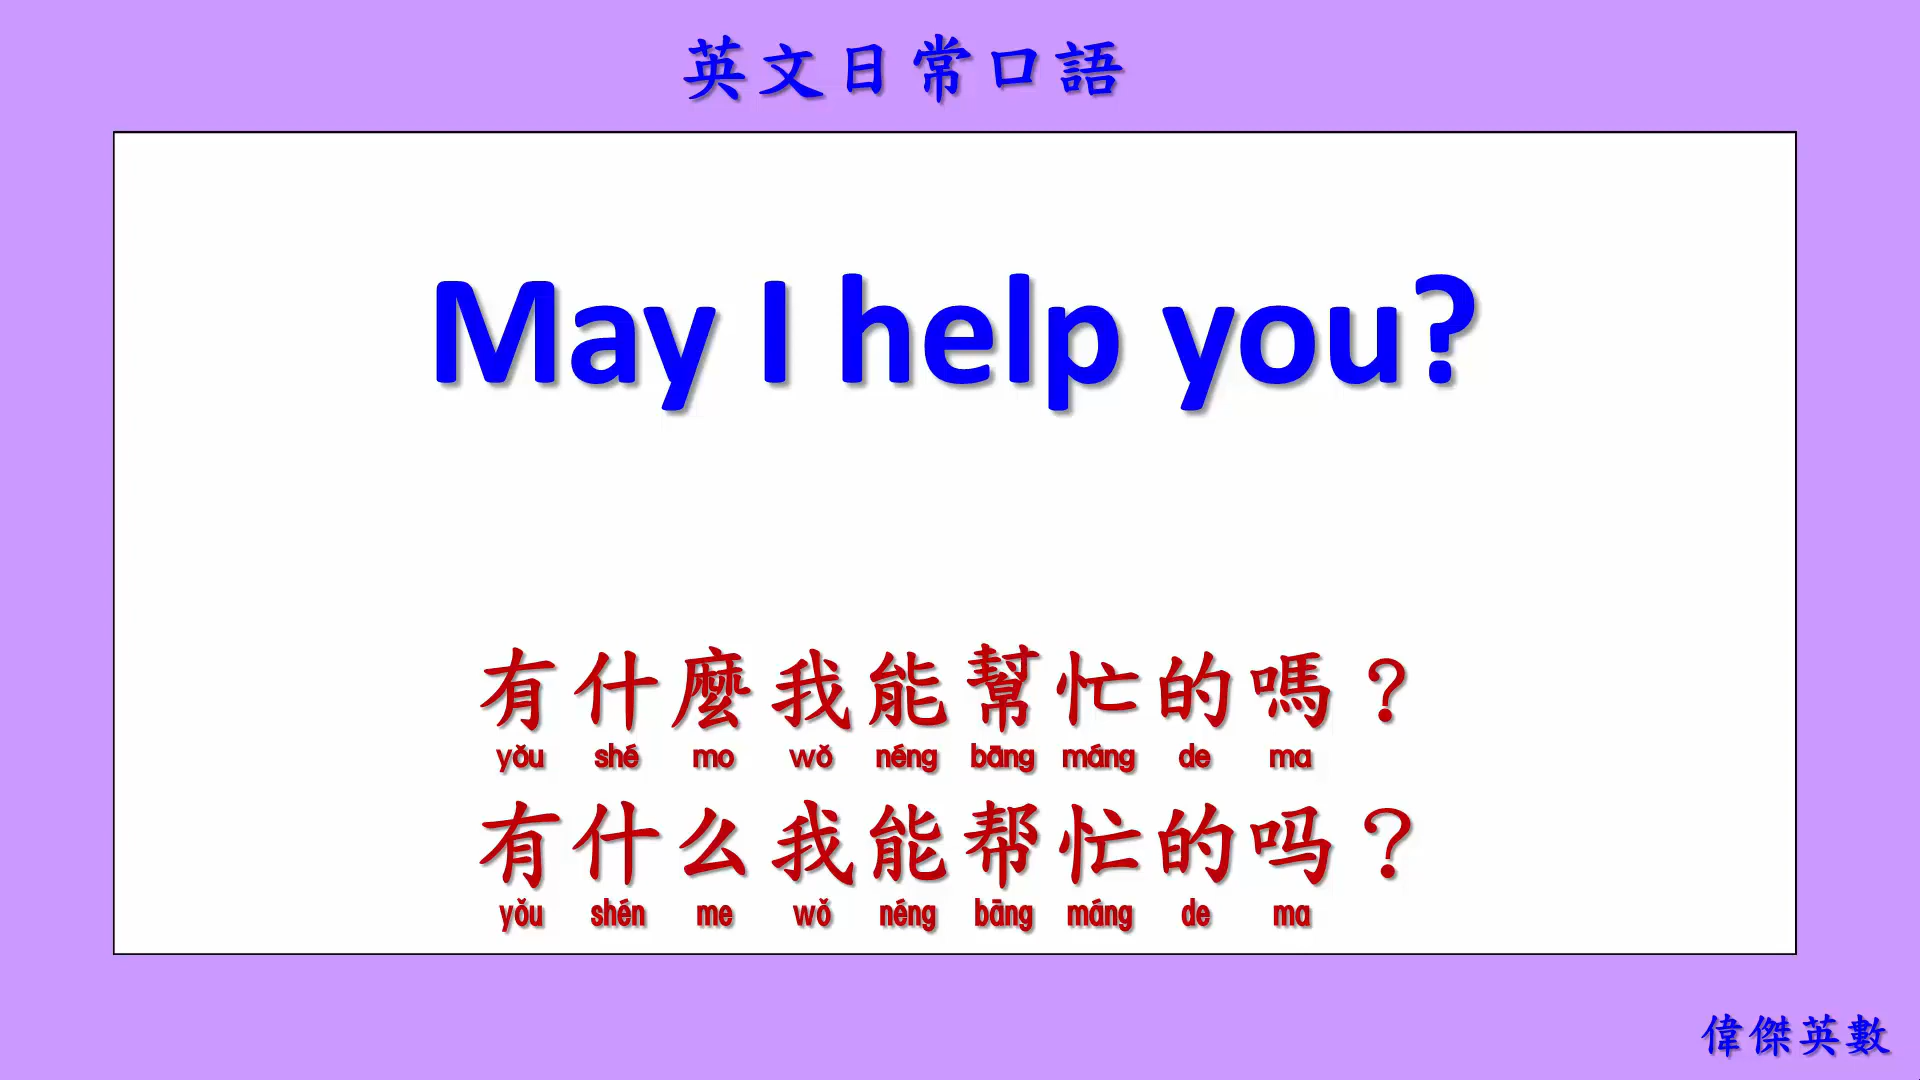 英文日常口語
May I help you?
有什麼我能幫忙的嗎？
yǒu shé mo wǒ néng bāng máng de ma
有什么我能帮忙的吗？
yǒu shén me wǒ néng bāng máng de ma
偉傑英數